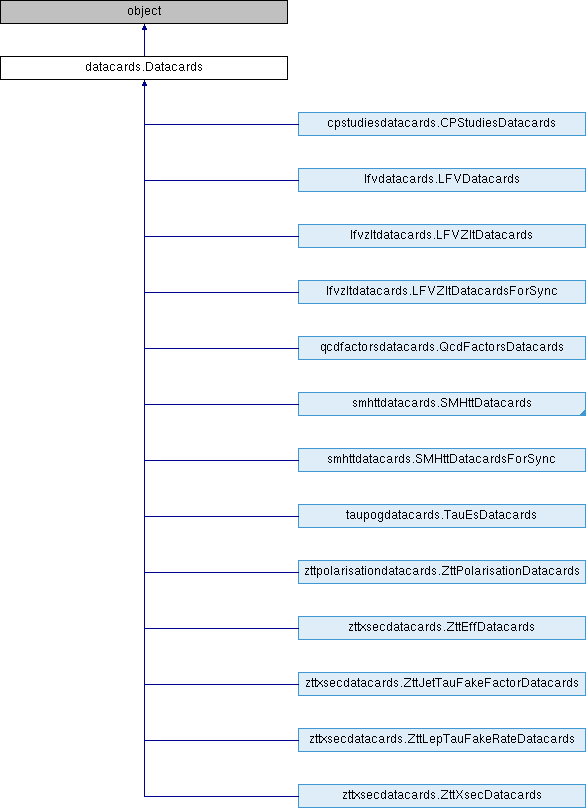 object
datacards.Datacards
cpstudiesdatacards.CPStudiesDatacards
lfvdatacards.LFVDatacards
lfvzltdatacards.LFVZltDatacards
lfvzltdatacards.LFVZltDatacardsForSync
qcdfactorsdatacards.QcdFactorsDatacards
smhttdatacards.SMHttDatacards
smhttdatacards.SMHttDatacardsForSync
taupogdatacards.TauEsDatacards
zttpolarisationdatacards.ZttPolarisationDatacards
zttxsecdatacards.ZttEffDatacards
zttxsecdatacards.ZttJetTauFakeFactorDatacards
zttxsecdatacards.ZttLepTauFakeRateDatacards
zttxsecdatacards.ZttXsecDatacards